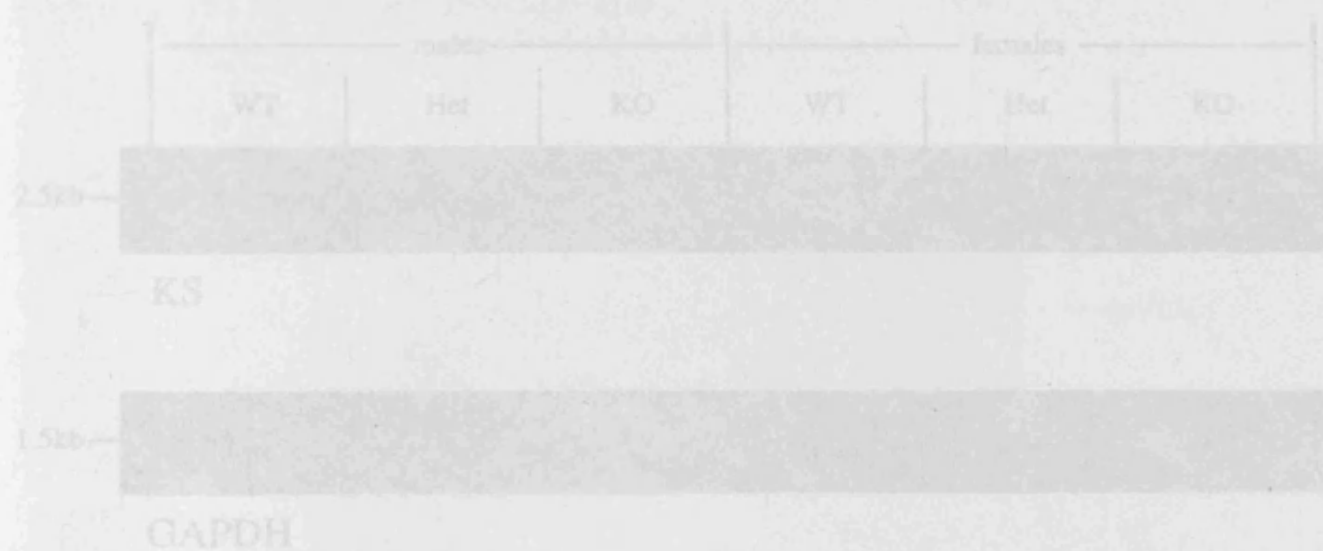 males females
WT Het KO WT Het KO
2.5kb
KS
1.5kb
GAPDH